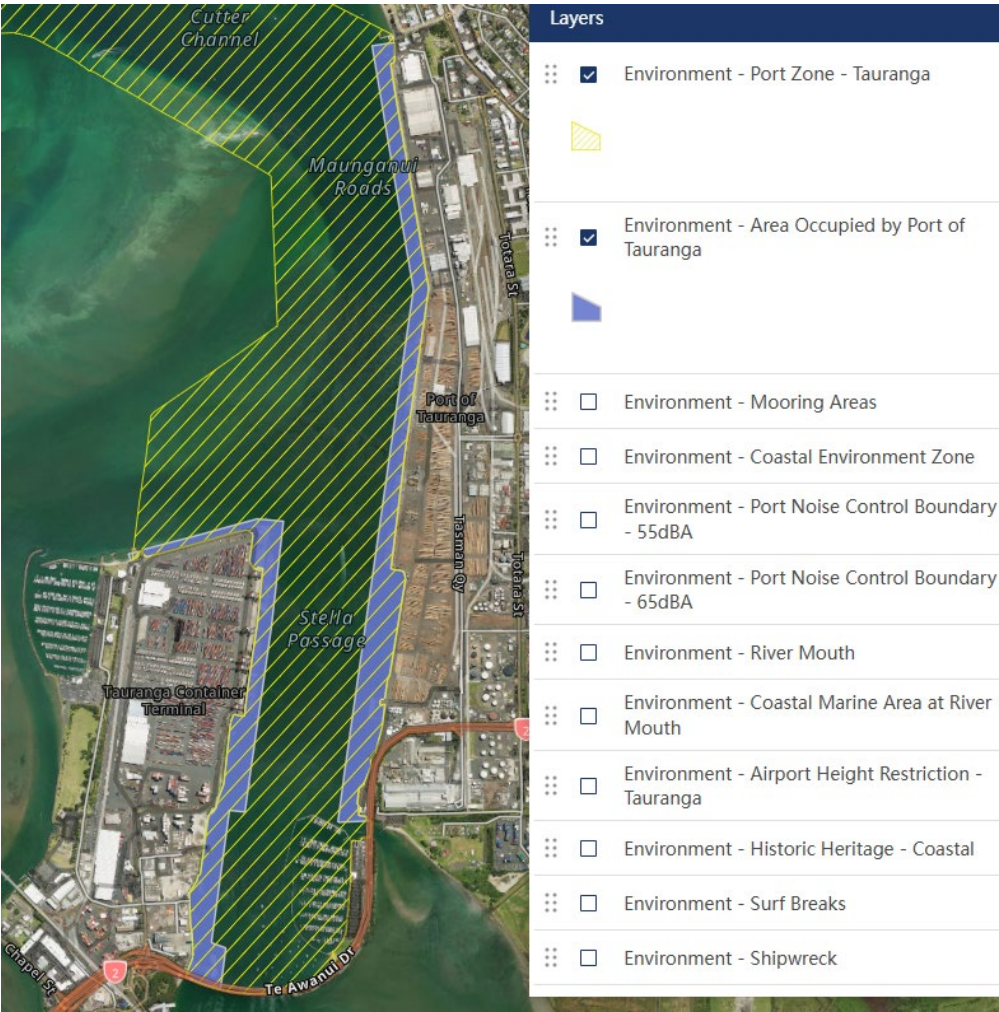 Cutter
Channel
Maunganui
Roads
Totara St
Port of
Tauranga
Tasman Qy
Totara St
Stella
Passage
Tauranga Container
Terminal
2
2
Te Awanui Dr
Chapel St
Layers
Environment - Port Zone - Tauranga
Environment - Area Occupied by Port of
Tauranga
Environment - Mooring Areas
Environment - Coastal Environment Zone
Environment - Port Noise Control Boundary
- 55dBA
Environment - Port Noise Control Boundary
- 65dBA
Environment - River Mouth
Environment - Coastal Marine Area at River
Mouth
Environment - Airport Height Restriction -
Tauranga
Environment - Historic Heritage - Coastal
Environment - Surf Breaks
Environment - Shipwreck